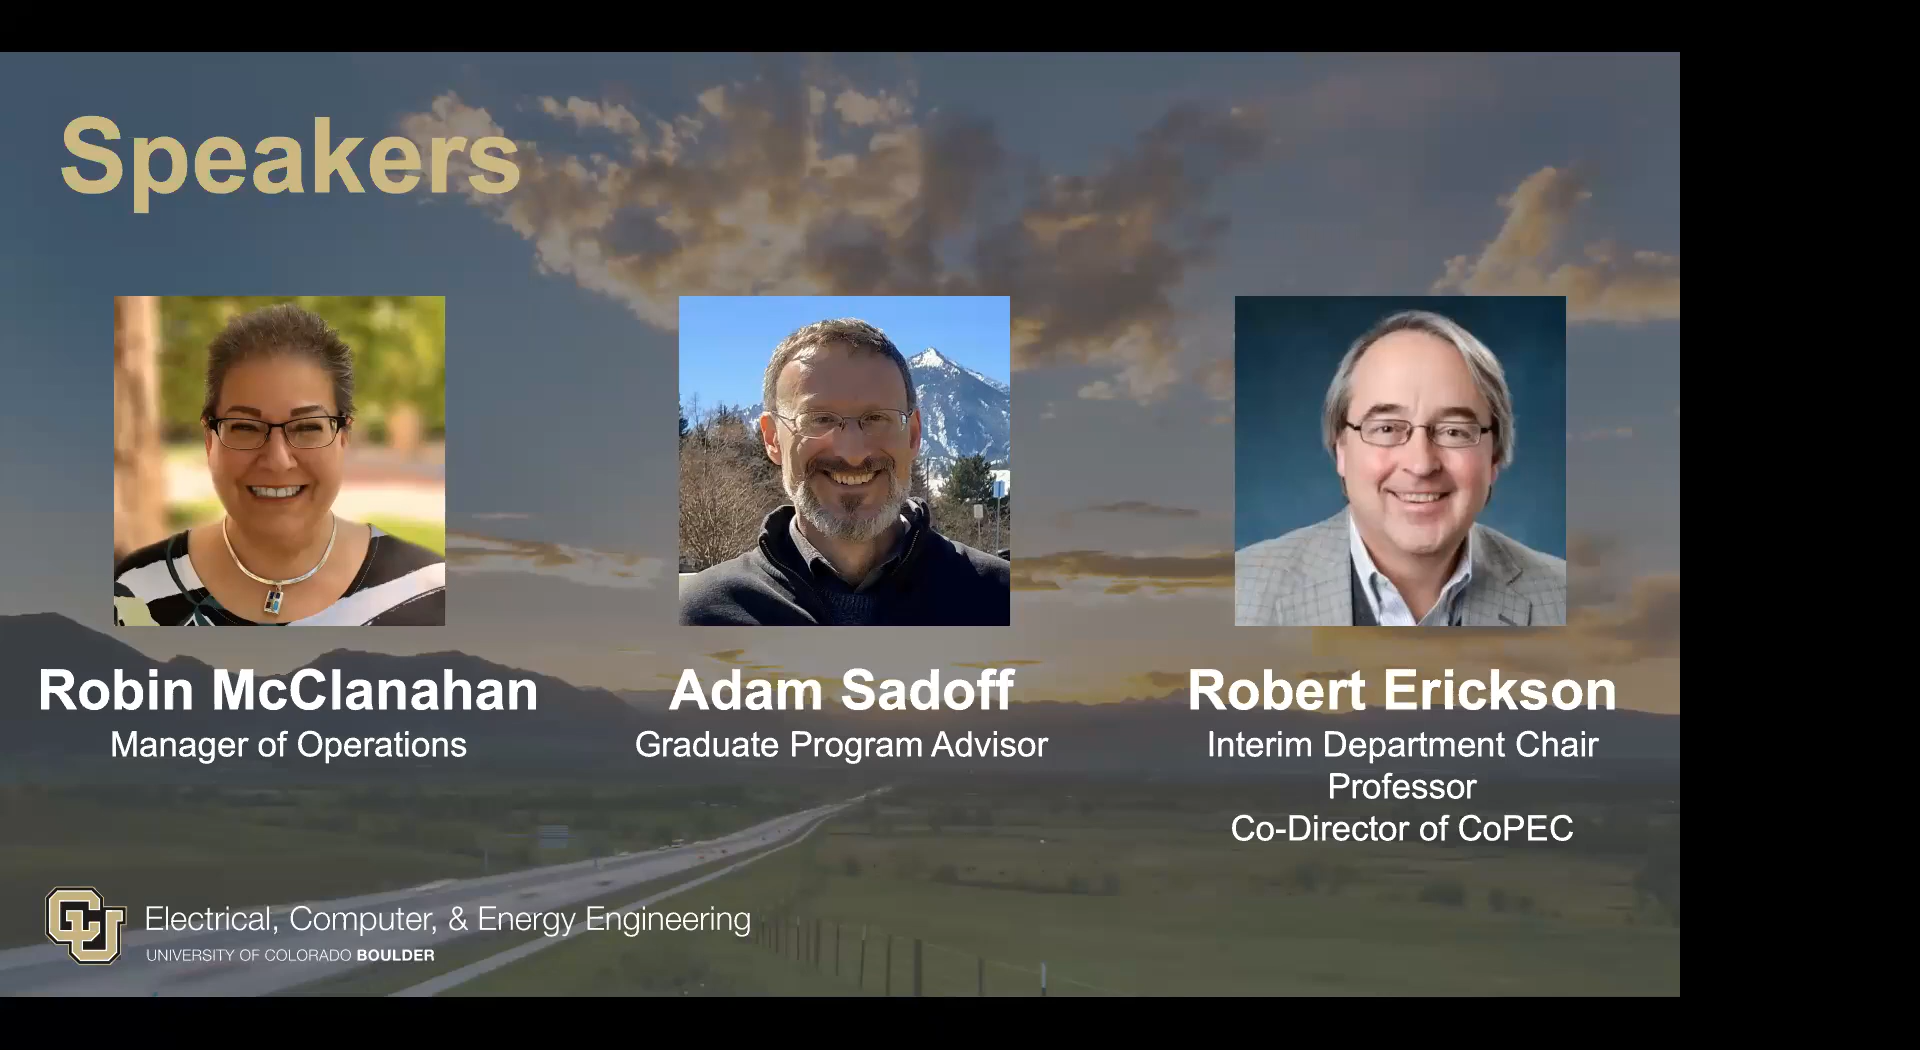 Speakers
Robin McClanahan
Manager of Operations
Adam Sadoff
Graduate Program Advisor
Robert Erickson
Interim Department Chair
Professor
Co-Director of CoPEC
CU
Electrical, Computer, & Energy Engineering
UNIVERSITY OF COLORADO BOULDER